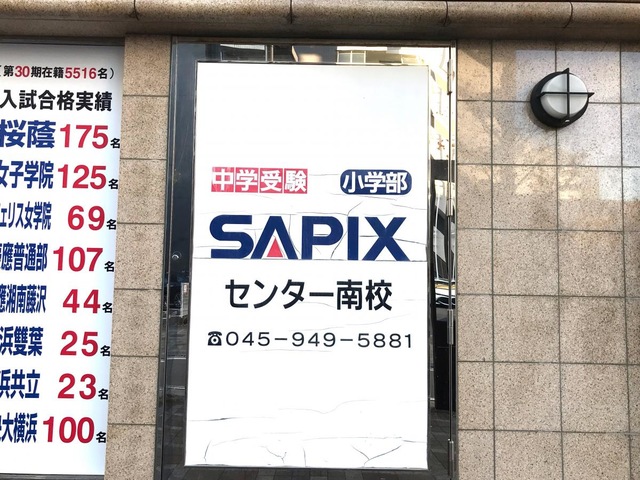 (第30期在籍5516名)
入試合格実績
桜蔭 175名
女子学院 125名
ェリス女学院 69名
應普通部 107名
應湘南藤沢 44名
浜雙葉 25名
浜共立 23名
大横浜 100名
中学受験 小学部
SAPIX
センター南校
☎045-949-5881